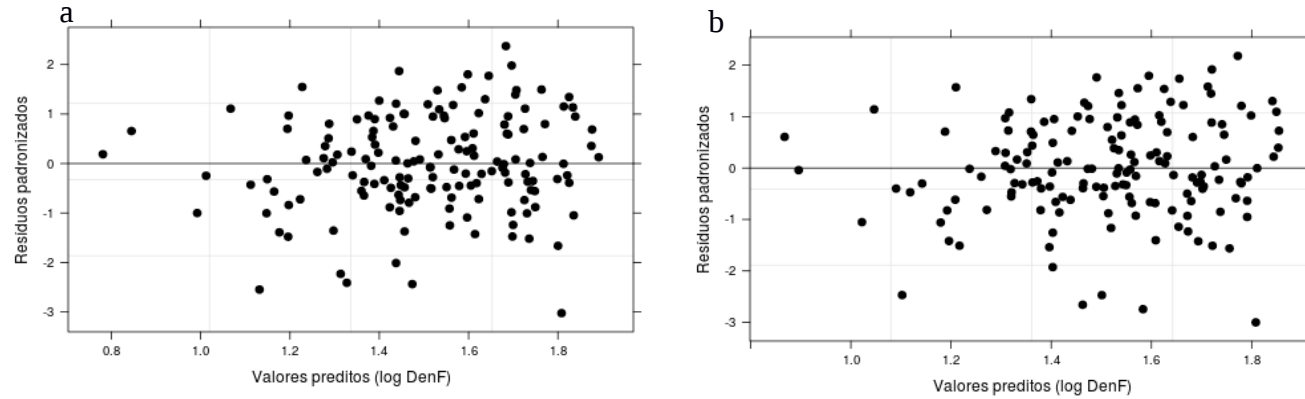 a
Resíduos padronizados
2
1
0
-1
-2
-3
0.8 1.0 1.2 1.4 1.6 1.8
Valores preditos (log DenF)
b
Resíduos padronizados
2
1
0
-1
-2
-3
1.0 1.2 1.4 1.6 1.8
Valores preditos (log DenF)